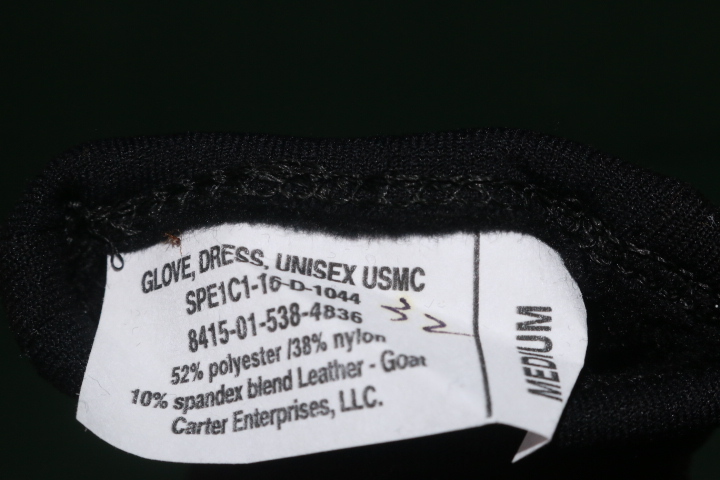 GLOVE, DRESS, UNISEX USMC
SPE1C1-16-D-1044
8415-01-538-4836
52% polyester /38% nylon
10% spandex blend Leather - Goat
Carter Enterprises, LLC.
MEDIUM